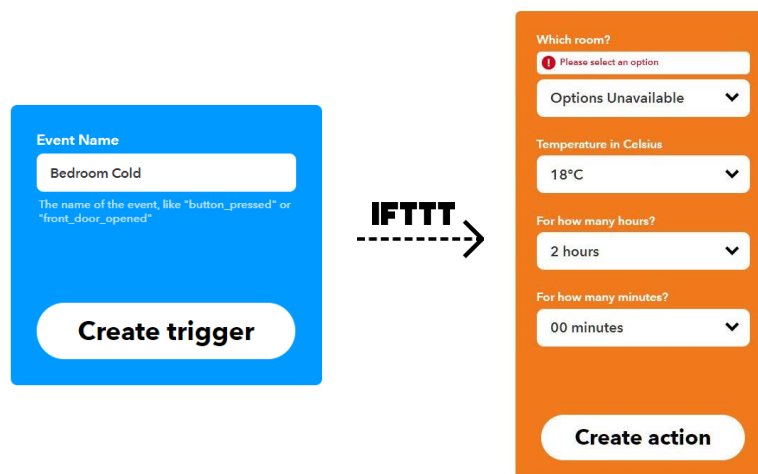 Event Name
Bedroom Cold
The name of the event, like "button_pressed" or
"front_door_opened"
Create trigger
IFTTT
Which room?
Please select an option
Options Unavailable
Temperature in Celsius
18°C
For how many hours?
2 hours
For how many minutes?
00 minutes
Create action